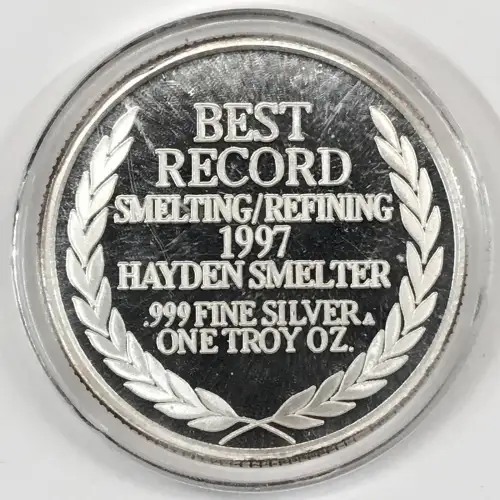 BEST
RECORD
SMELTING/REFINING
1997
HAYDEN SMELTER
.999 FINE SILVER
ONE TROY OZ.